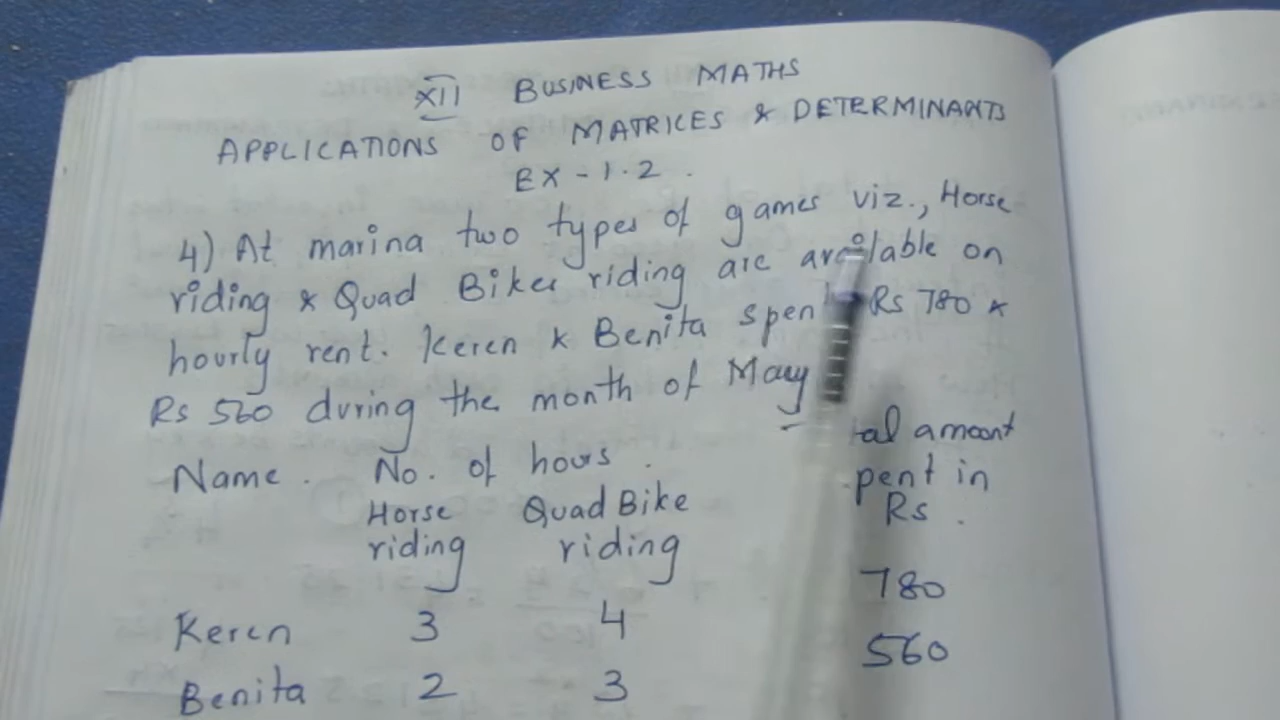 XII BUSINESS MATHS
APPLICATIONS OF MATRICES & DETERMINANTS
EX - 1.2.
4) At marina two types of games viz., Horse
riding & Quad Bikes riding are available on
hourly rent. Keren & Benita spent Rs 780 &
Rs 560 during the month of May
Name. No. of hours. al amount
Horse Quad Bike pent in
riding riding Rs.
Keren 3 4 780
Benita 2 3 560